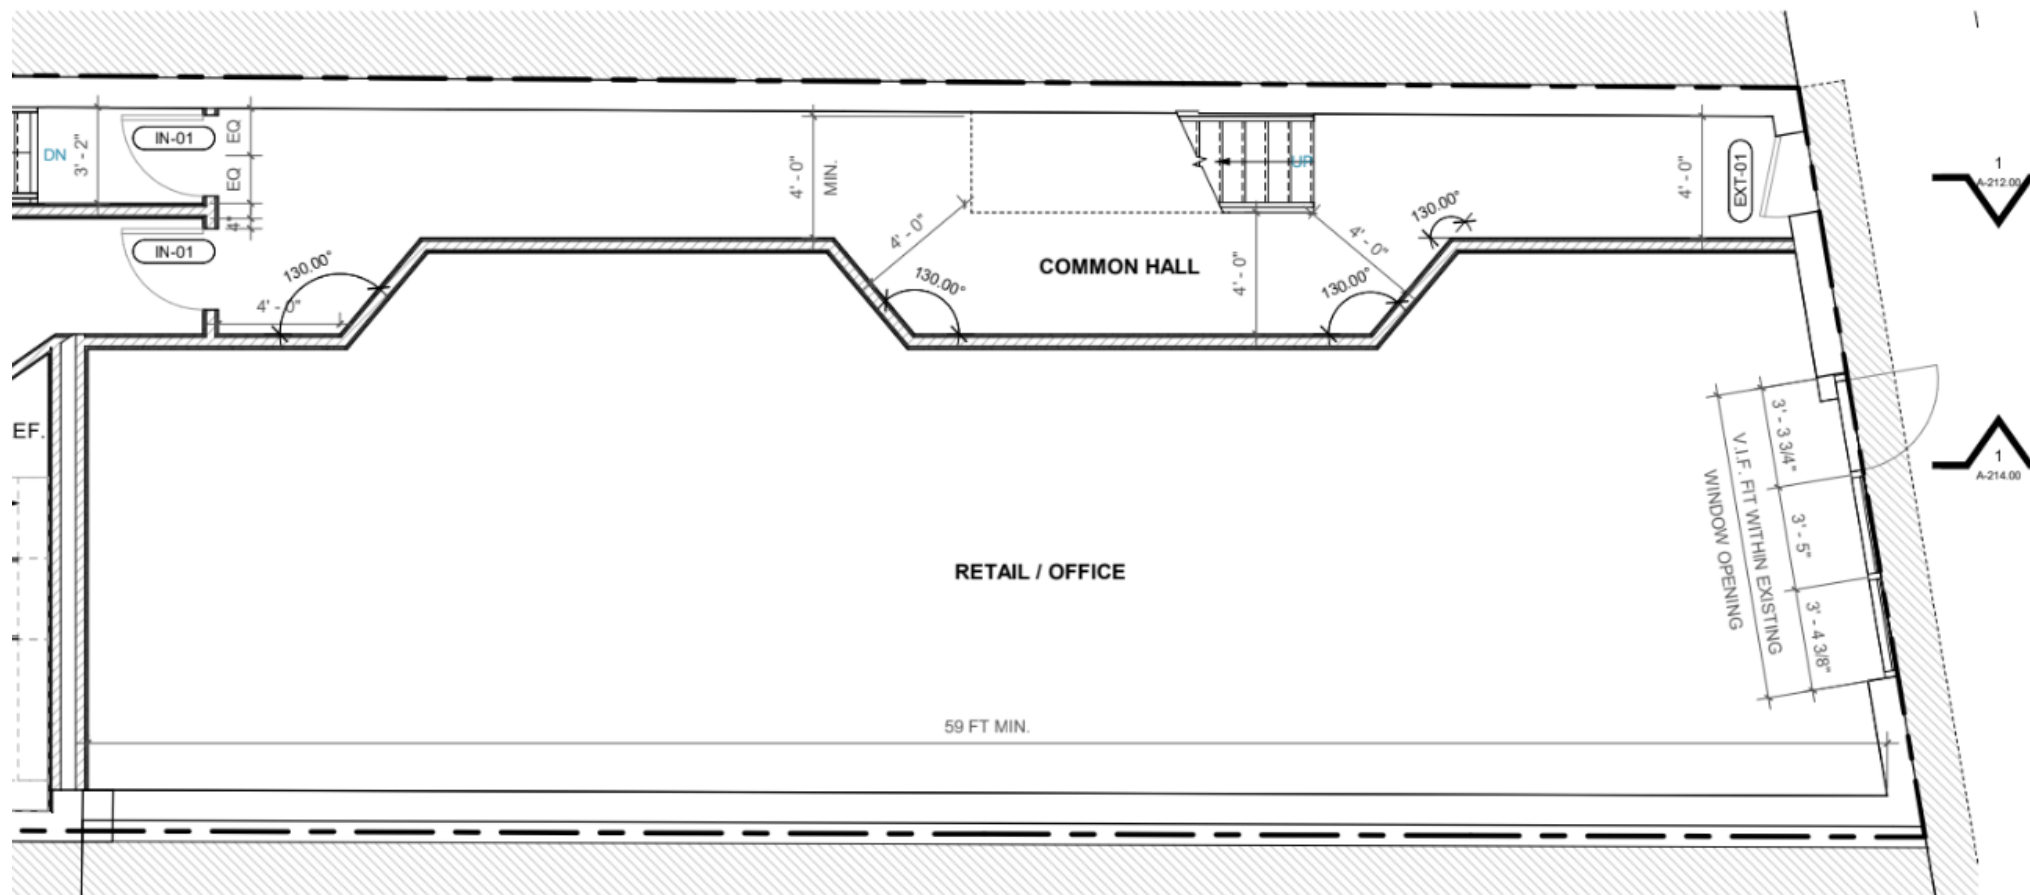 DN
3' - 2"
IN-01
EQ
EQ
4"
IN-01
130.00°
4' - 0"
4' - 0"
MIN.
4' - 0"
130.00°
COMMON HALL
4' - 0"
UP
4' - 0"
130.00°
130.00°
4' - 0"
EXT-01
1
A-212.00
EF.
3' - 3 3/4"
3' - 5"
3' - 4 3/8"
V.I.F. FIT WITHIN EXISTING
WINDOW OPENING
1
A-214.00
RETAIL / OFFICE
59 FT MIN.